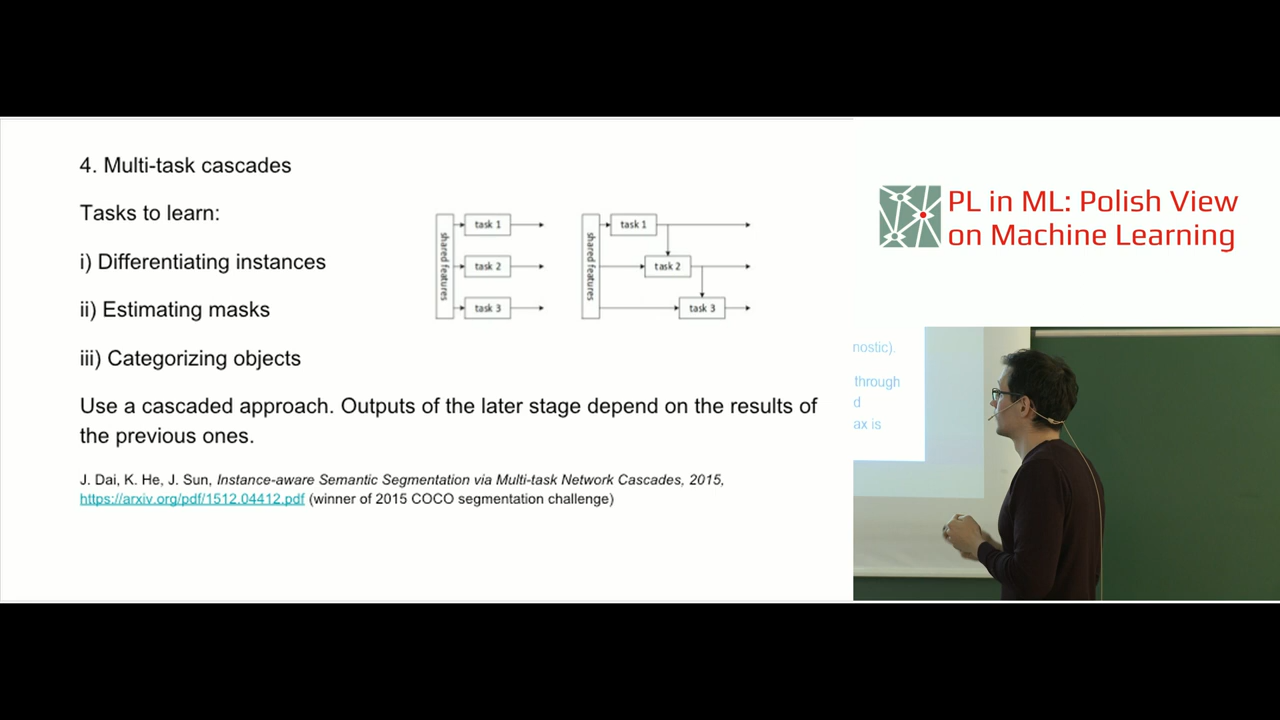 4. Multi-task cascades
Tasks to learn:
i) Differentiating instances
ii) Estimating masks
iii) Categorizing objects
shared features
task 1
task 2
task 3
shared features
task 1
task 2
task 3
Use a cascaded approach. Outputs of the later stage depend on the results of
the previous ones.
J. Dai, K. He, J. Sun, Instance-aware Semantic Segmentation via Multi-task Network Cascades, 2015,
https://arxiv.org/pdf/1512.04412.pdf (winner of 2015 COCO segmentation challenge)
PL in ML: Polish View
on Machine Learning
nostic).
through
d
ax is